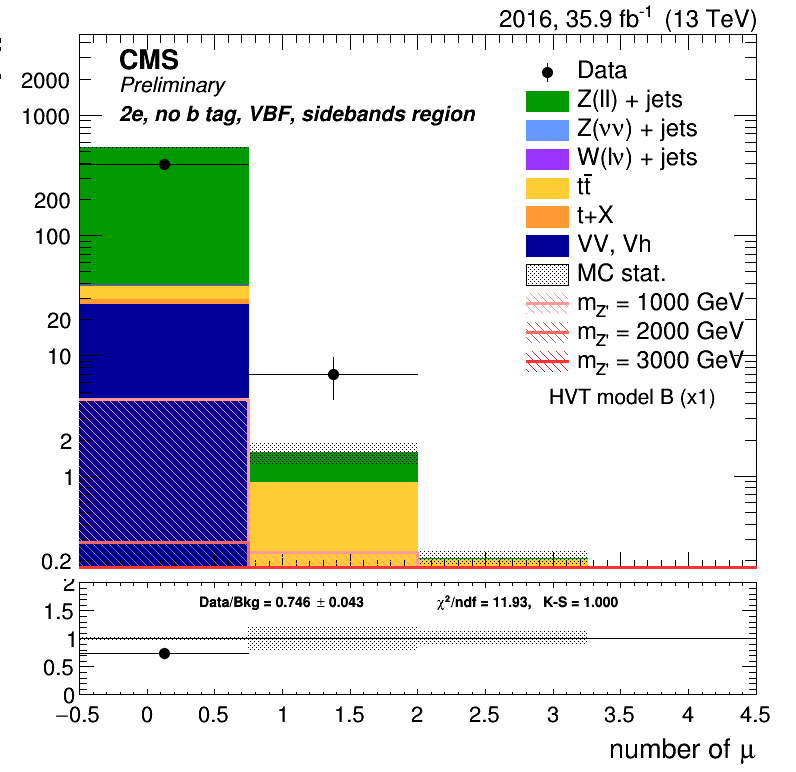 2016, 35.9 fb⁻¹ (13 TeV)
CMS
Preliminary
2e, no b tag, VBF, sidebands region
Data
Z(ll) + jets
Z(νν) + jets
W(lν) + jets
tt̄
t+X
VV, Vh
MC stat.
m_Z' = 1000 GeV
m_Z' = 2000 GeV
m_Z' = 3000 GeV
HVT model B (x1)
2000
1000
200
100
20
10
2
1
0.2
Data/Bkg = 0.746 ± 0.043
χ²/ndf = 11.93, K-S = 1.000
2
1.5
1
0.5
0
−0.5 0 0.5 1 1.5 2 2.5 3 3.5 4 4.5
number of μ